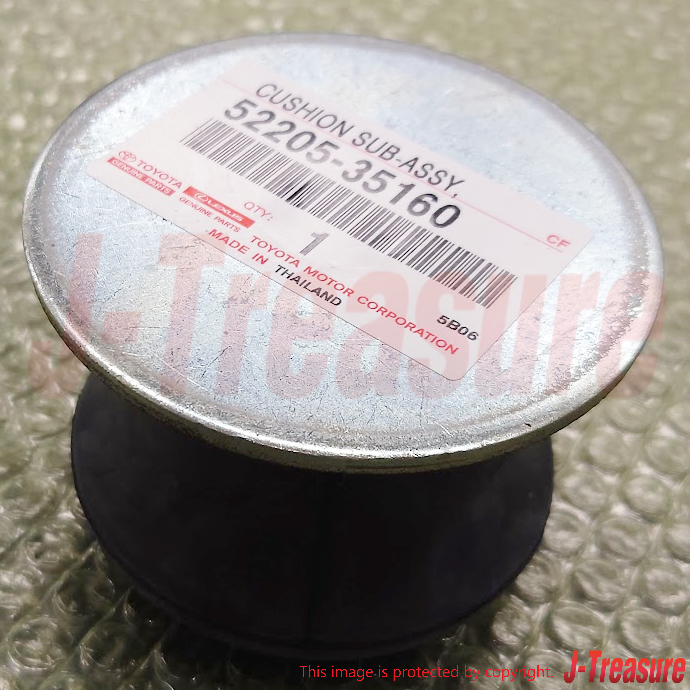 CUSHION SUB-ASSY,
52205-35160
CF
TOYOTA
GENUINE PARTS
LEXUS
GENUINE PARTS
QTY:
1
TOYOTA MOTOR CORPORATION
MADE IN THAILAND
5B06
J-Treasure
This image is protected by copyright.
J-Treasure